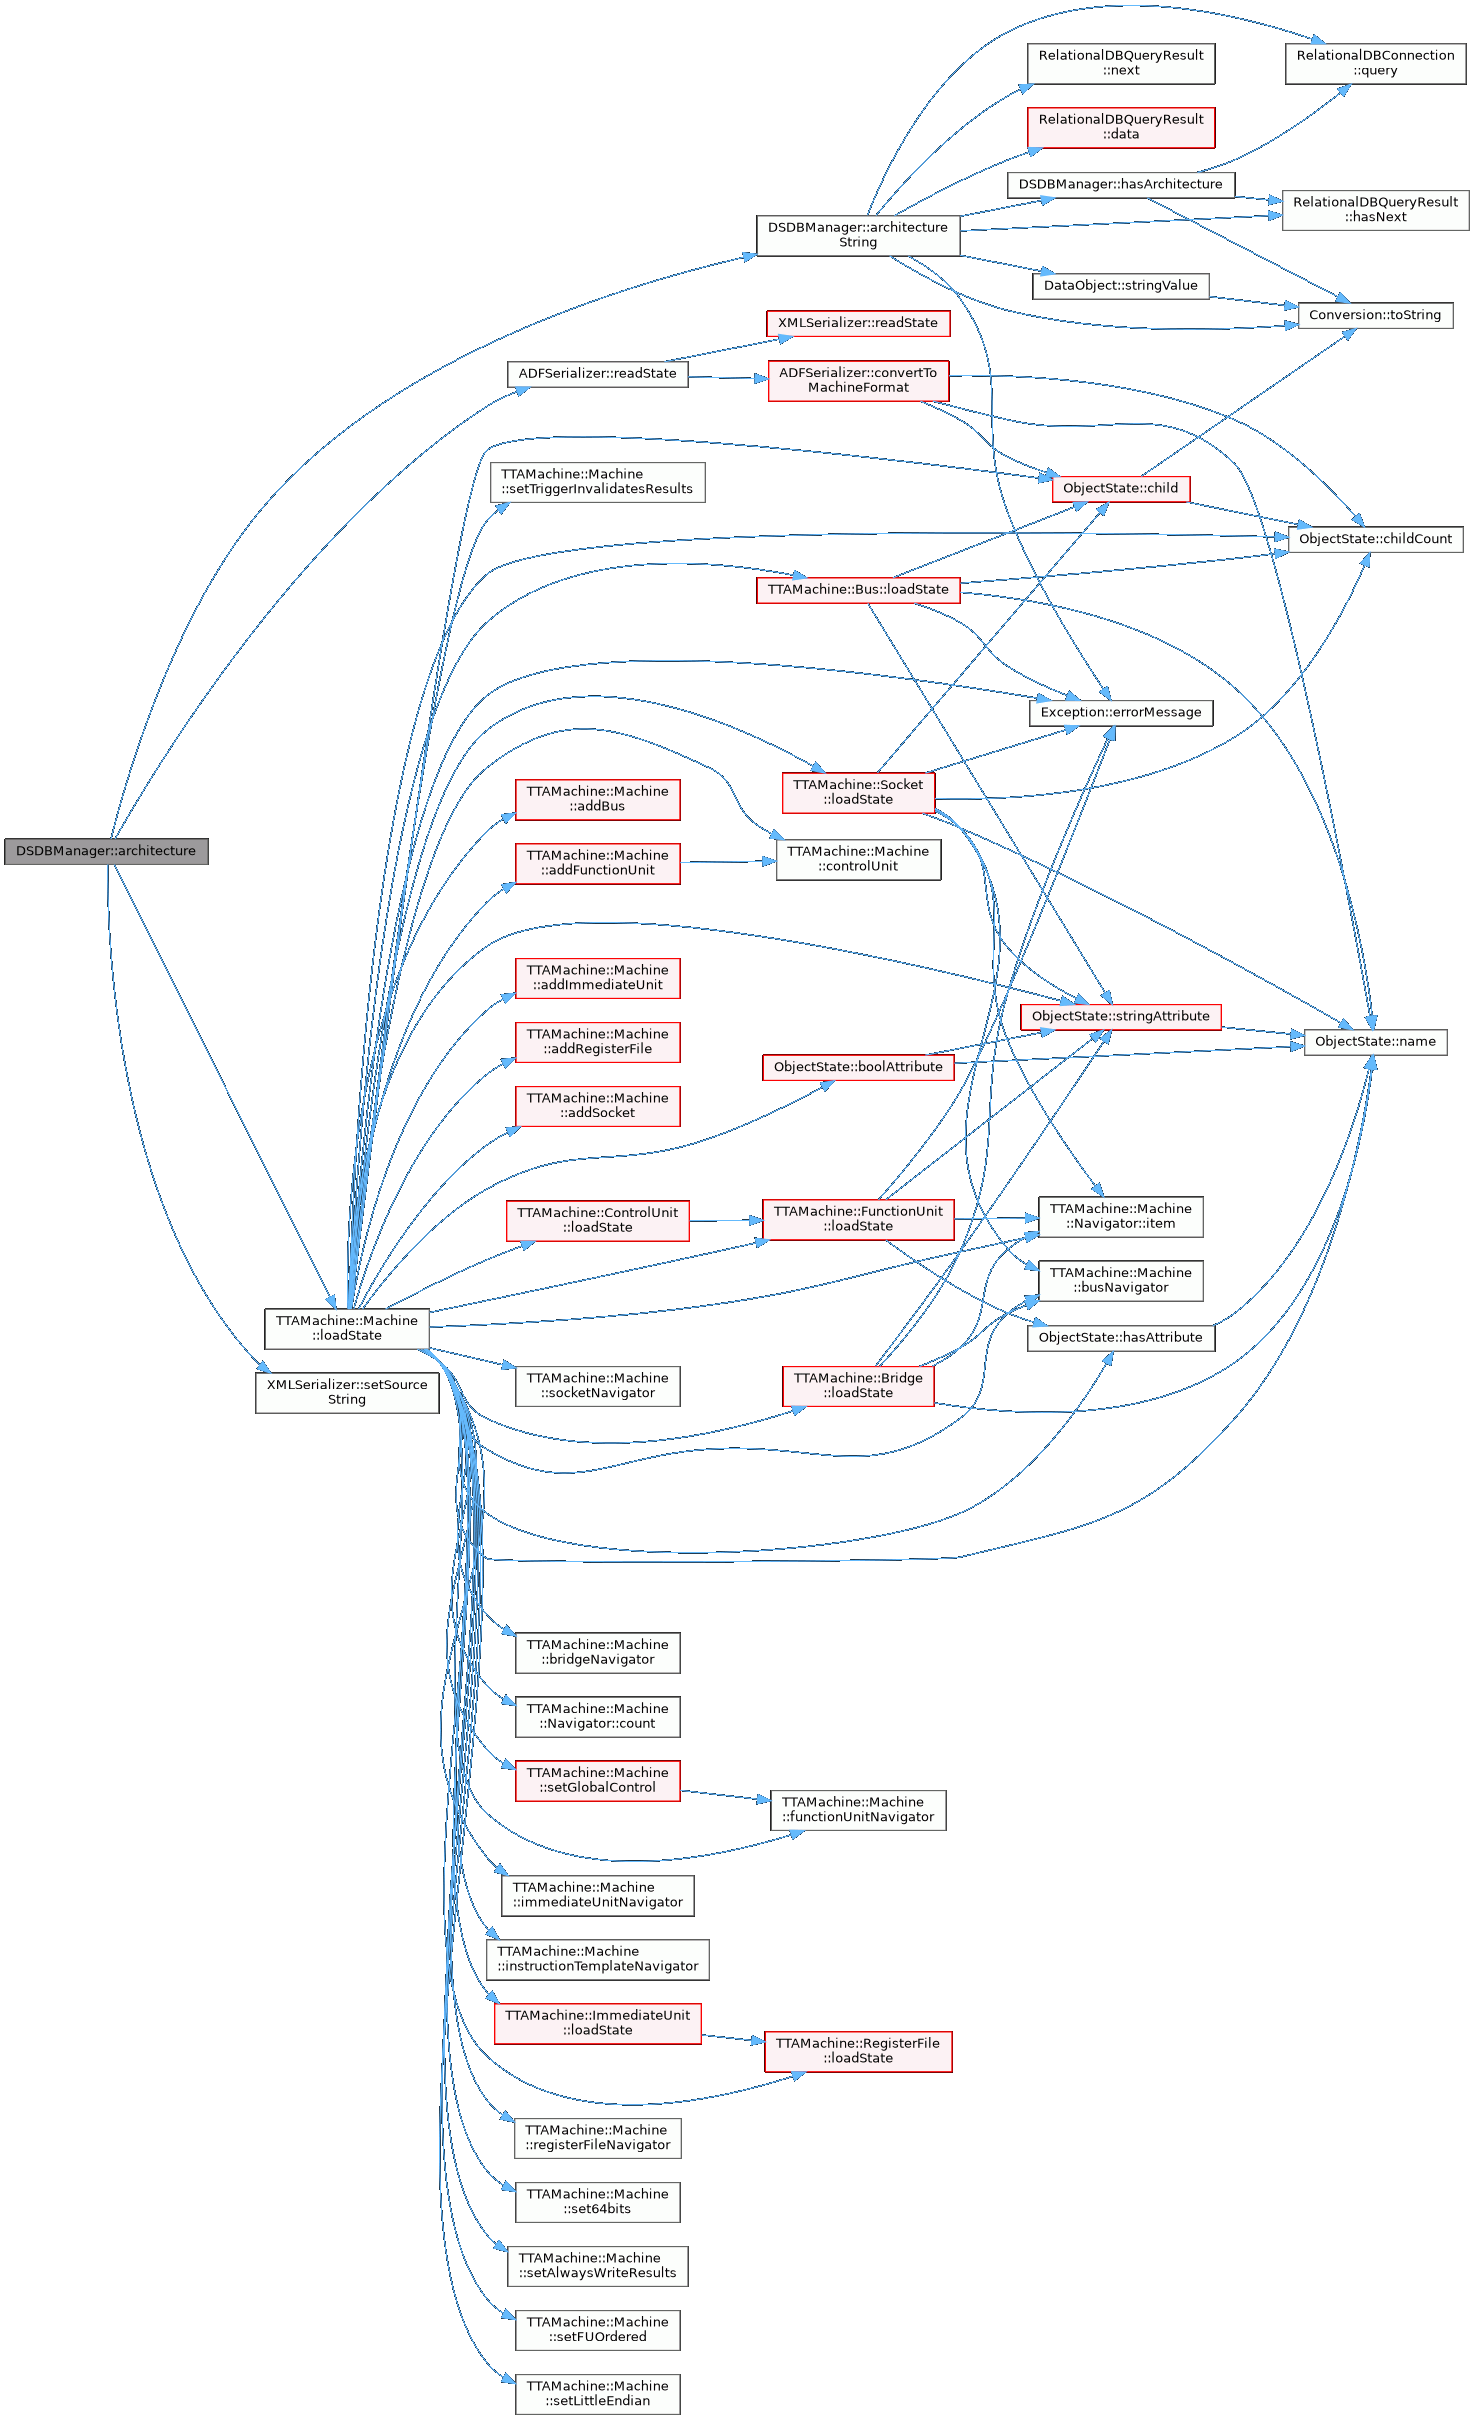 RelationalDBQueryResult
::next
RelationalDBConnection
::query
RelationalDBQueryResult
::data
DSDBManager::hasArchitecture
RelationalDBQueryResult
::hasNext
DSDBManager::architecture
String
DataObject::stringValue
Conversion::toString
XMLSerializer::readState
ADFSerializer::readState
ADFSerializer::convertTo
MachineFormat
TTAMachine::Machine
::setTriggerInvalidatesResults
ObjectState::child
ObjectState::childCount
TTAMachine::Bus::loadState
Exception::errorMessage
TTAMachine::Socket
::loadState
TTAMachine::Machine
::addBus
DSDBManager::architecture
TTAMachine::Machine
::addFunctionUnit
TTAMachine::Machine
::controlUnit
TTAMachine::Machine
::addImmediateUnit
ObjectState::stringAttribute
TTAMachine::Machine
::addRegisterFile
ObjectState::name
ObjectState::boolAttribute
TTAMachine::Machine
::addSocket
TTAMachine::ControlUnit
::loadState
TTAMachine::FunctionUnit
::loadState
TTAMachine::Machine
::Navigator::item
TTAMachine::Machine
::busNavigator
TTAMachine::Machine
::loadState
ObjectState::hasAttribute
XMLSerializer::setSource
String
TTAMachine::Machine
::socketNavigator
TTAMachine::Bridge
::loadState
TTAMachine::Machine
::bridgeNavigator
TTAMachine::Machine
::Navigator::count
TTAMachine::Machine
::setGlobalControl
TTAMachine::Machine
::functionUnitNavigator
TTAMachine::Machine
::immediateUnitNavigator
TTAMachine::Machine
::instructionTemplateNavigator
TTAMachine::ImmediateUnit
::loadState
TTAMachine::RegisterFile
::loadState
TTAMachine::Machine
::registerFileNavigator
TTAMachine::Machine
::set64bits
TTAMachine::Machine
::setAlwaysWriteResults
TTAMachine::Machine
::setFUOrdered
TTAMachine::Machine
::setLittleEndian